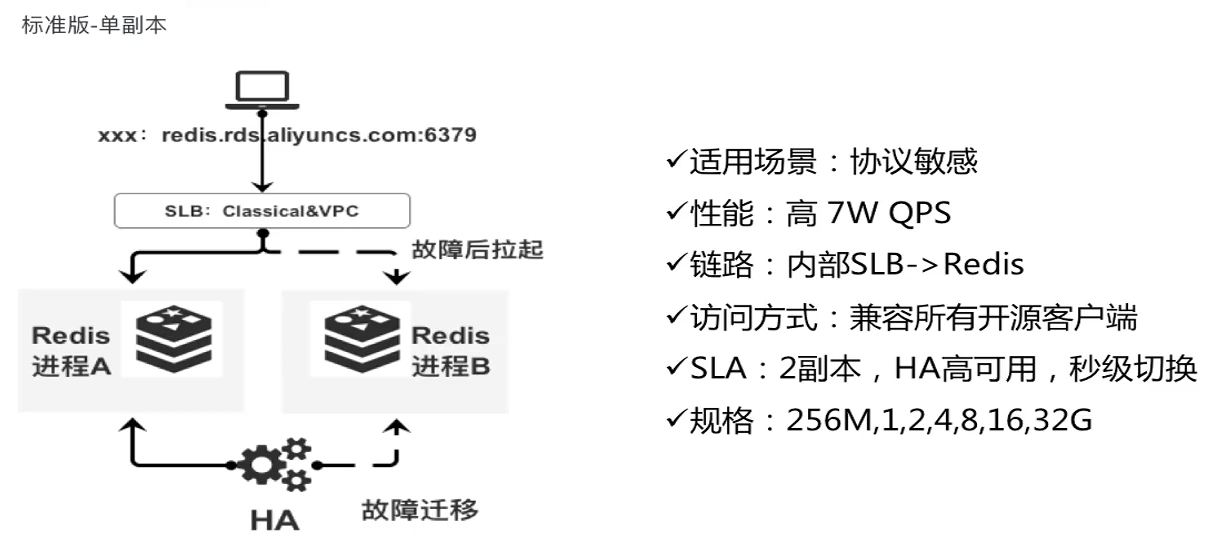 标准版-单副本
xxx：redis.rds.aliyuncs.com:6379
SLB：Classical&VPC
故障后拉起
Redis
进程A
Redis
进程B
HA
故障迁移
✓适用场景：协议敏感
✓性能：高 7W QPS
✓链路：内部SLB->Redis
✓访问方式：兼容所有开源客户端
✓SLA：2副本，HA高可用，秒级切换
✓规格：256M,1,2,4,8,16,32G